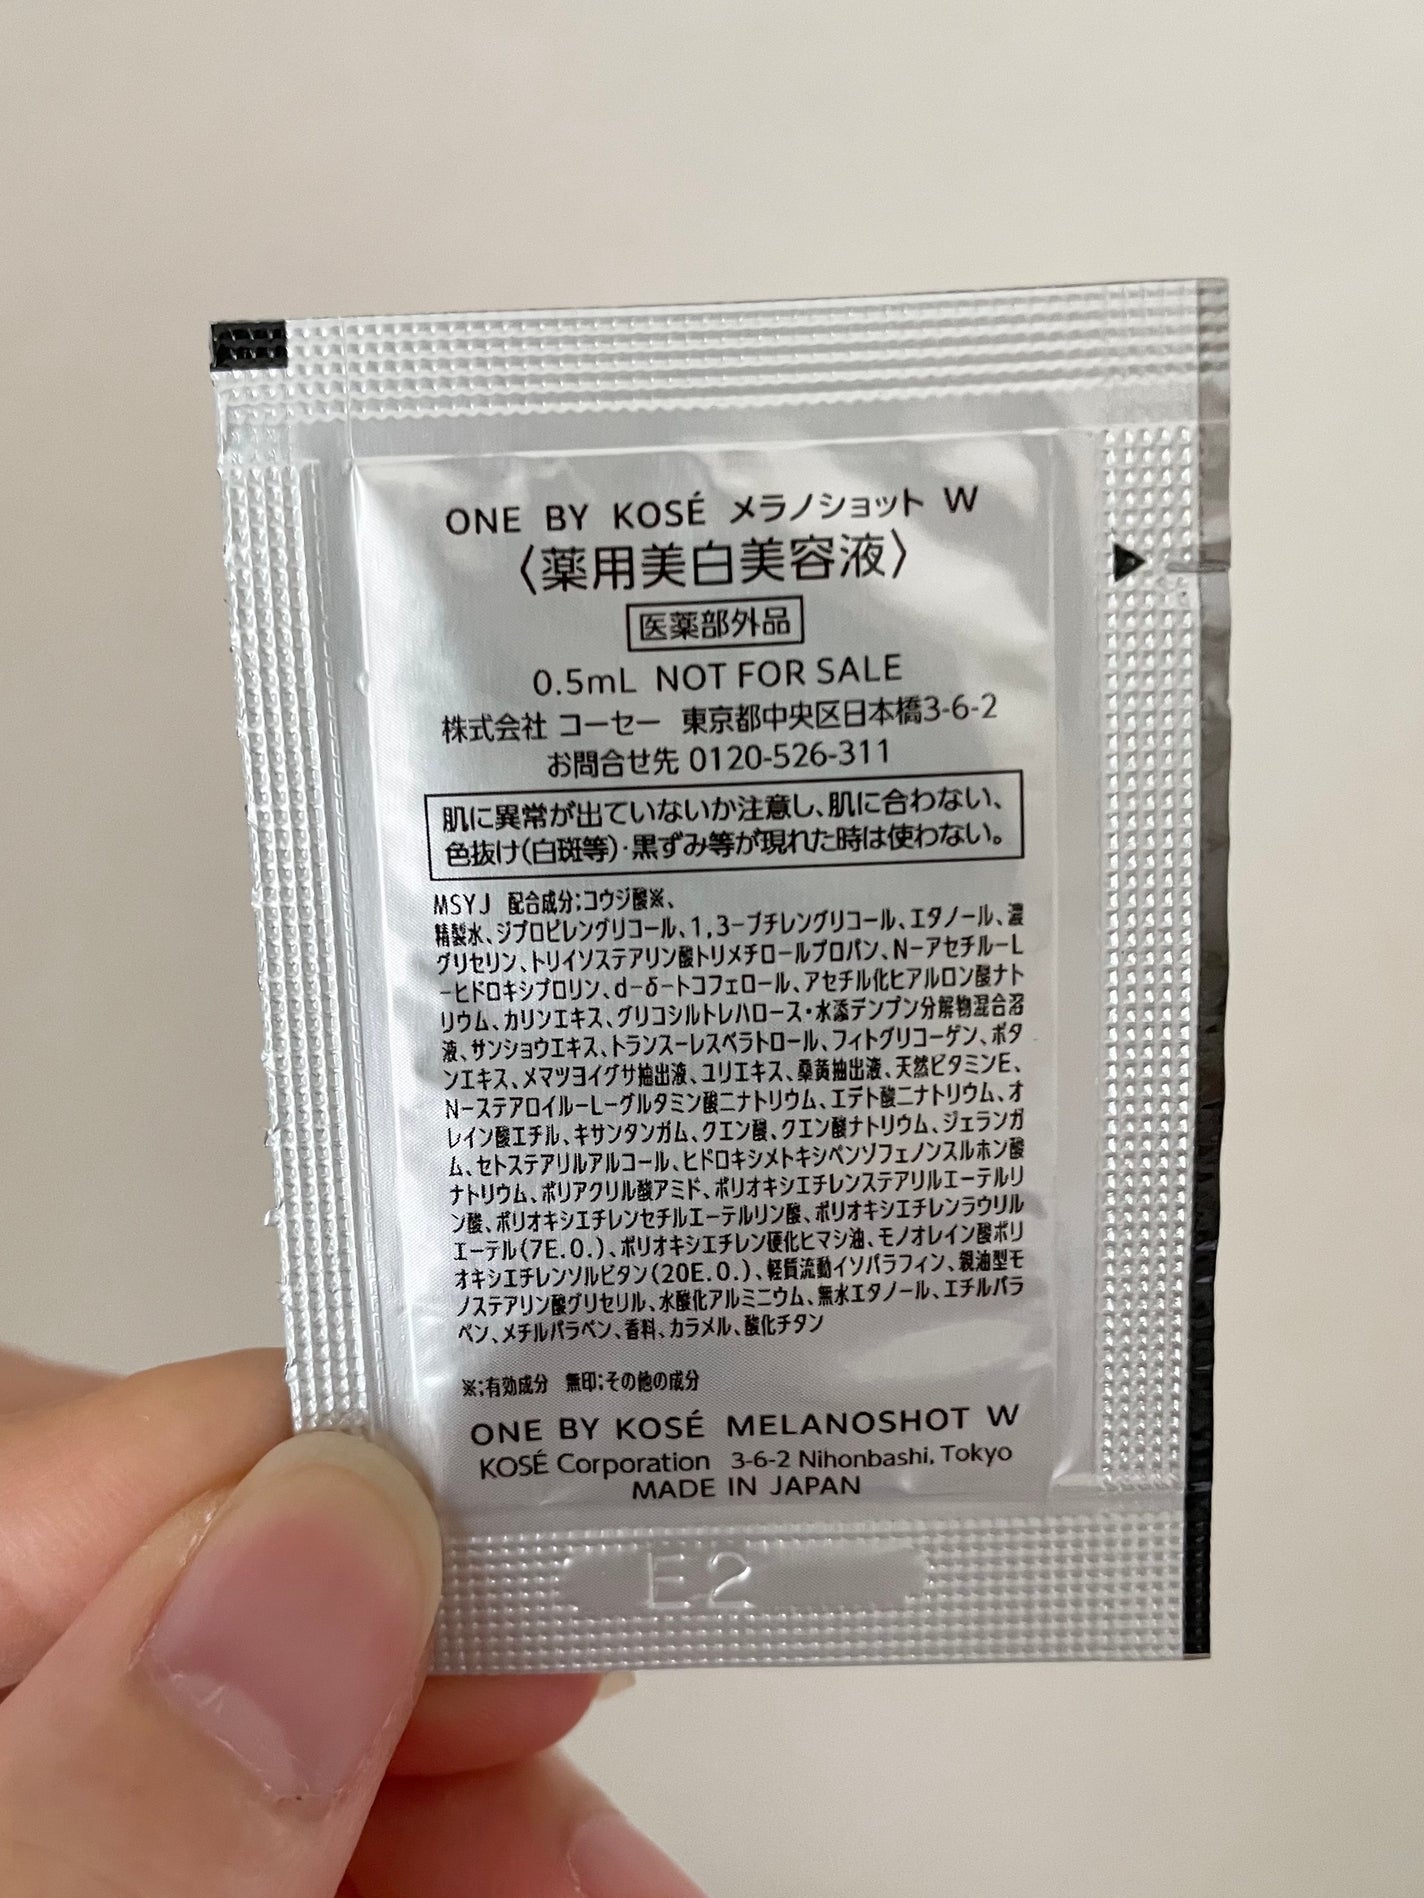 ONE BY KOSÉ メラノショット W
〈薬用美白美容液〉
医薬部外品
0.5mL NOT FOR SALE
株式会社 コーセー 東京都中央区日本橋3-6-2
お問合せ先 0120-526-311
肌に異常が出ていないか注意し、肌に合わない、
色抜け(白斑等)・黒ずみ等が現れた時は使わない。
MSYJ 配合成分;コウジ酸※、
精製水、ジプロピレングリコール、1,3-ブチレングリコール、エタノール、濃
グリセリン、トリイソステアリン酸トリメチロールプロパン、N-アセチル-L
-ヒドロキシプロリン、d-δ-トコフェロール、アセチル化ヒアルロン酸ナト
リウム、カリンエキス、グリコシルトレハロース・水添デンプン分解物混合溶
液、サンショウエキス、トランス-レスベラトロール、フィトグリコーゲン、ボタ
ンエキス、メマツヨイグサ抽出液、ユリエキス、桑黄抽出液、天然ビタミンE、
N-ステアロイル-L-グルタミン酸二ナトリウム、エデト酸二ナトリウム、オ
レイン酸エチル、キサンタンガム、クエン酸、クエン酸ナトリウム、ジェランガ
ム、セトステアリルアルコール、ヒドロキシメトキシベンゾフェノンスルホン酸
ナトリウム、ポリアクリル酸アミド、ポリオキシエチレンステアリルエーテルリ
ン酸、ポリオキシエチレンセチルエーテルリン酸、ポリオキシエチレンラウリル
エーテル(7E.O.)、ポリオキシエチレン硬化ヒマシ油、モノオレイン酸ポリ
オキシエチレンソルビタン(20E.O.)、軽質流動イソパラフィン、親油型モ
ノステアリン酸グリセリル、水酸化アルミニウム、無水エタノール、エチルパラ
ベン、メチルパラベン、香料、カラメル、酸化チタン
※;有効成分 無印;その他の成分
ONE BY KOSÉ MELANOSHOT W
KOSÉ Corporation 3-6-2 Nihonbashi, Tokyo
MADE IN JAPAN
E2